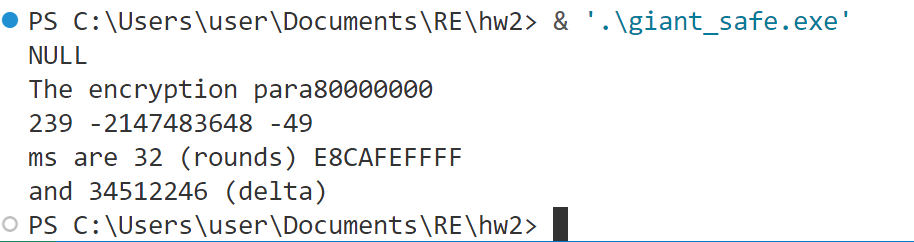 PS C:\Users\user\Documents\RE\hw2> & '.\giant_safe.exe'
NULL
The encryption para80000000
239 -2147483648 -49
ms are 32 (rounds) E8CAFEFFFF
and 34512246 (delta)
PS C:\Users\user\Documents\RE\hw2>